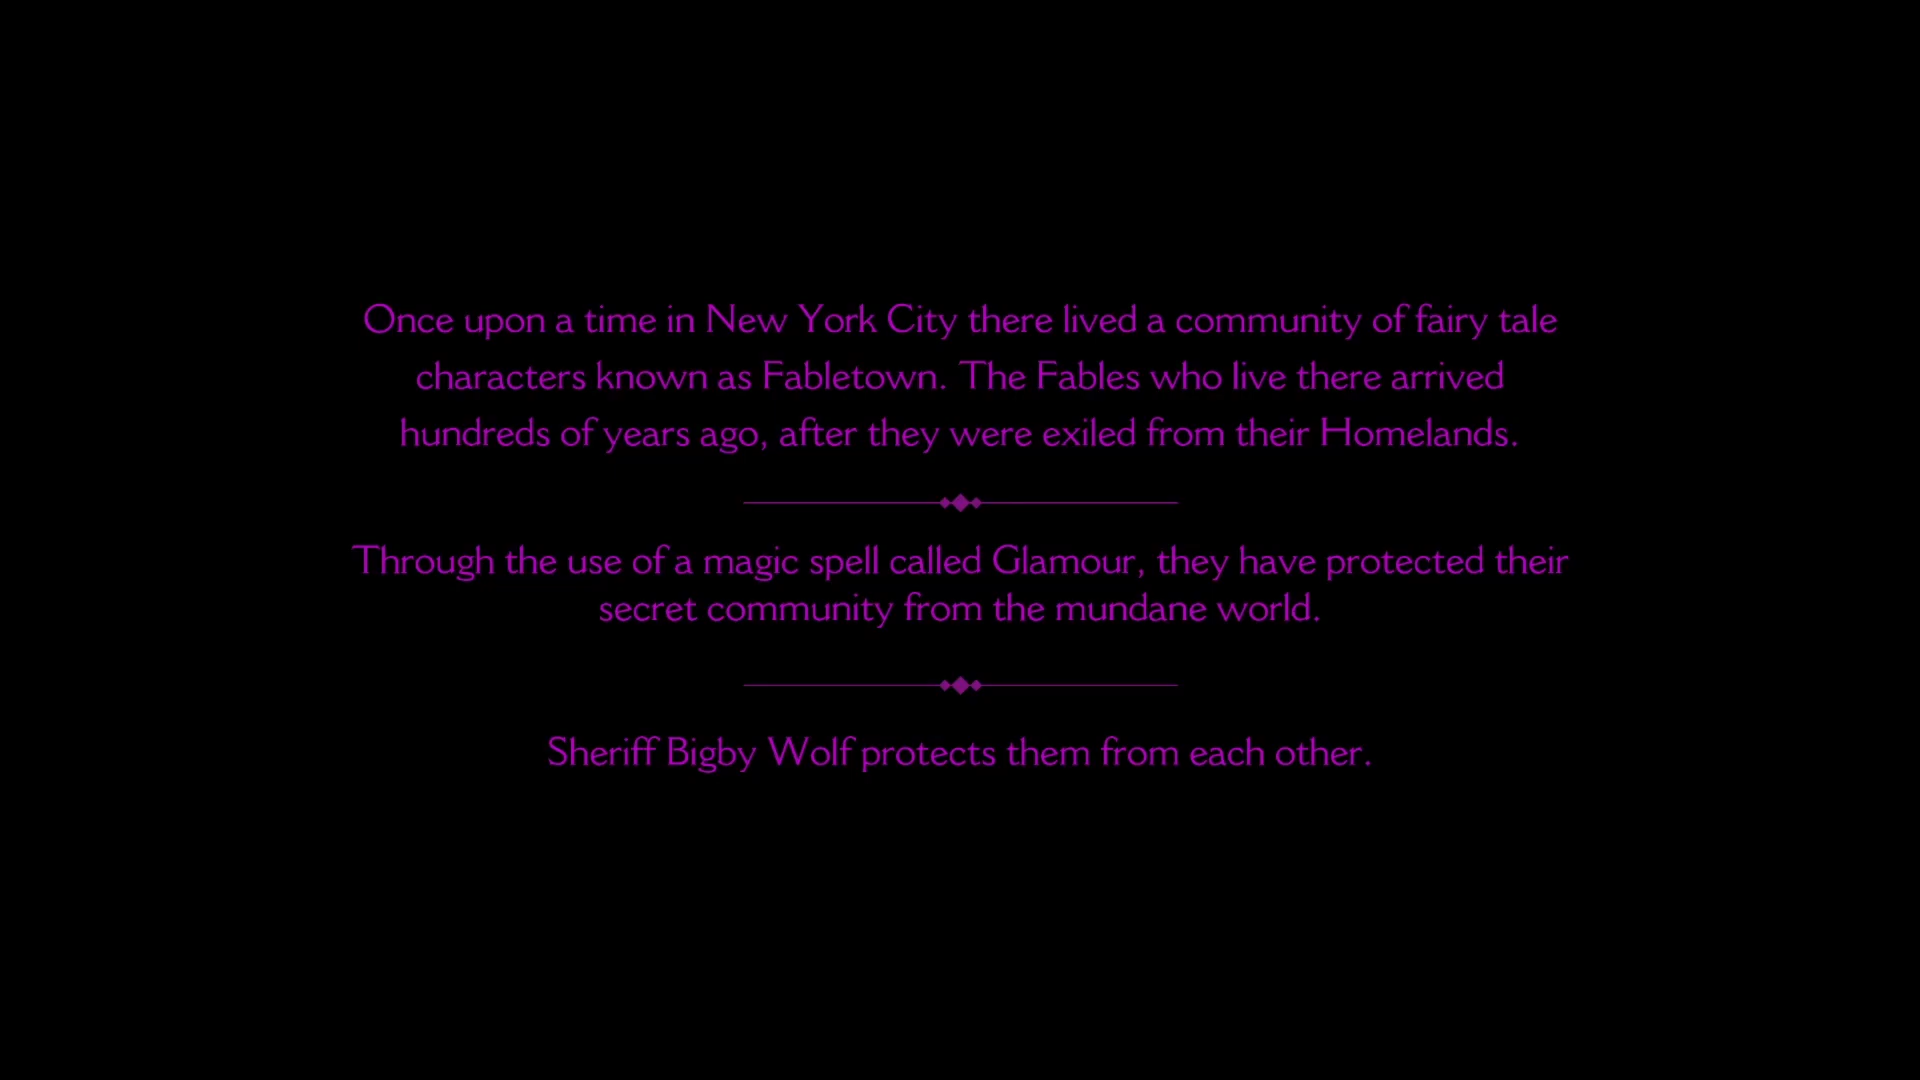 Once upon a time in New York City there lived a community of fairy tale
characters known as Fabletown. The Fables who live there arrived
hundreds of years ago, after they were exiled from their Homelands.
Through the use of a magic spell called Glamour, they have protected their
secret community from the mundane world.
Sheriff Bigby Wolf protects them from each other.